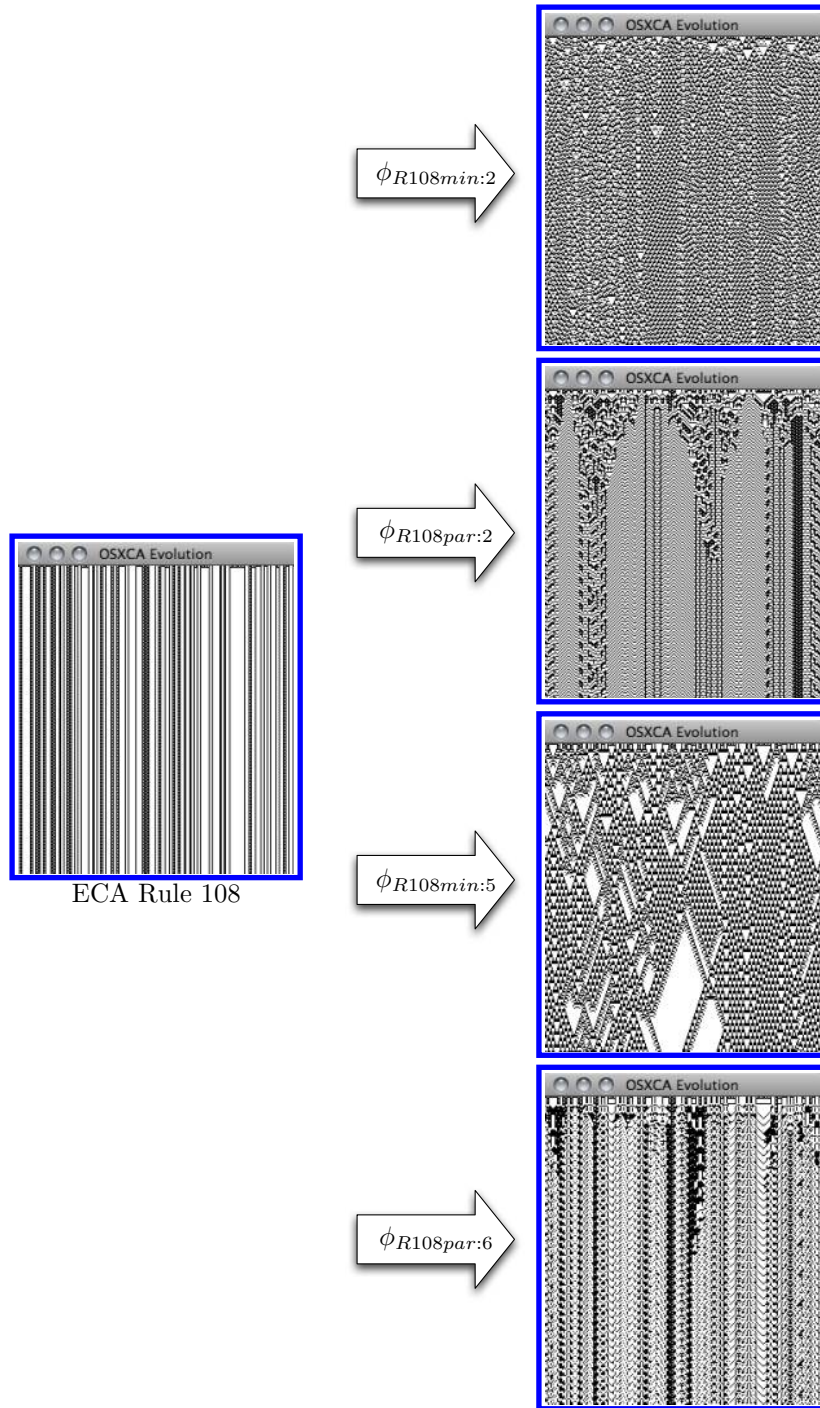 OSXCA Evolution
ϕR108min:2
OSXCA Evolution
ϕR108par:2
OSXCA Evolution
ECA Rule 108
OSXCA Evolution
ϕR108min:5
OSXCA Evolution
ϕR108par:6